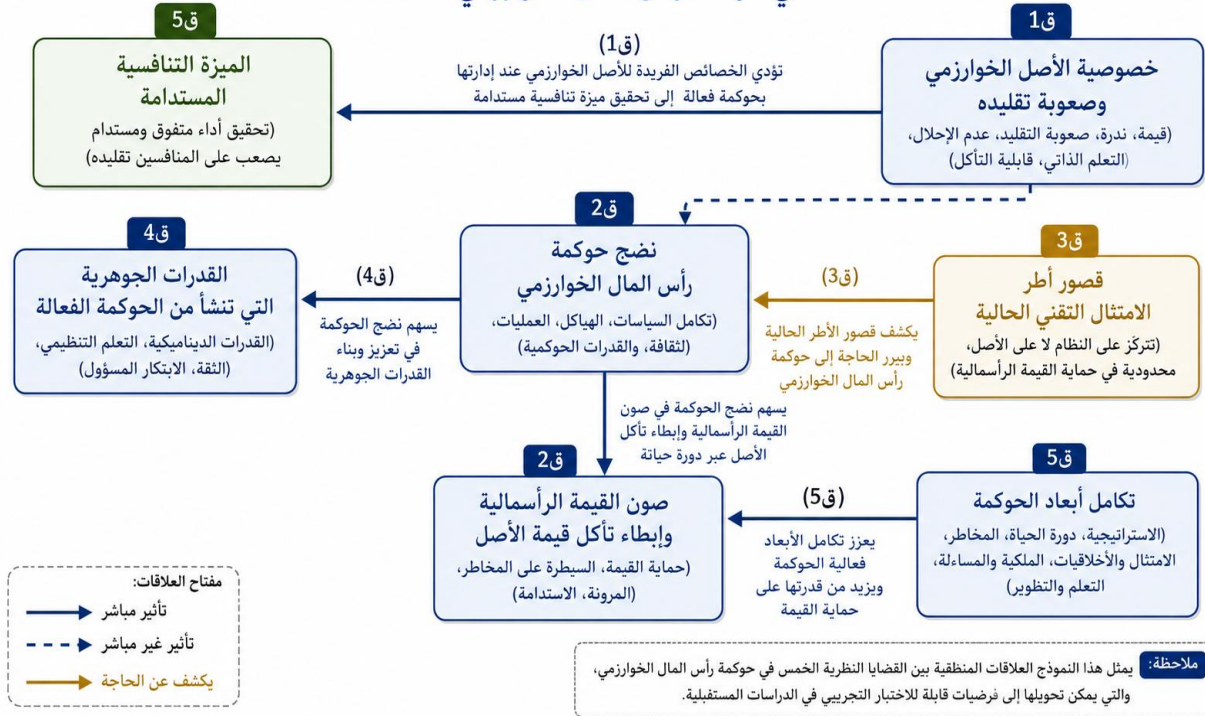 ق1
خصوصية الأصل الخوارزمي
وصعوبة تقليده
(قيمة، ندرة، صعوبة التقليد، عدم الإحلال،
التعلم الذاتي، قابلية التأكل)
(ق1)
تؤدي الخصائص الفريدة للأصل الخوارزمي عند إدارتها
بحوكمة فعالة إلى تحقيق ميزة تنافسية مستدامة
ق5
الميزة التنافسية
المستدامة
(تحقيق أداء متفوق ومستدام
يصعب على المنافسين تقليده)
ق3
قصور أطر
الامتثال التقني الحالية
(تتركّز على النظام لا على الأصل،
محدودية في حماية القيمة الرأسمالية)
(ق3)
يكشف قصور الأطر الحالية
ويبرر الحاجة إلى حوكمة
رأس المال الخوارزمي
ق2
نضج حوكمة
رأس المال الخوارزمي
(تكامل السياسات، الهياكل، العمليات،
لثقافة، والقدرات الحوكمية)
(ق4)
يسهم نضج الحوكمة
في تعزيز وبناء
القدرات الجوهرية
ق4
القدرات الجوهرية
التي تنشأ من الحوكمة الفعالة
(القدرات الديناميكية، التعلم التنظيمي،
الثقة، الابتكار المسؤول)
يسهم نضج الحوكمة في صون
القيمة الرأسمالية وإبطاء تأكل
الأصل عبر دورة حياتة
ق5
تكامل أبعاد الحوكمة
(الاستراتيجية، دورة الحياة، المخاطر،
الامتثال والأخلاقيات، الملكية والمساءلة،
التعلم والتظوير)
(ق5)
يعزز تكامل الأبعاد
فعالية الحوكمة
ويزيد من قدرتها على
حماية القيمة
ق2
صون القيمة الرأسمالية
وإبطاء تأكل قيمة الأصل
(حماية القيمة، السيطرة على المخاطر،
المرونة، الاستدامة)
مفتاح العلاقات:
تأثير مباشر
تأثير غير مباشر
يكشف عن الحاجة
ملاحظة: يمثل هذا النموذج العلاقات المنظقية بين القضايا النظرية الخمس في حوكمة رأس المال الخوارزمي،
والتي يمكن تحويلها إلى فرضيات قابلة للاختبار التجريبي في الدراسات المستفبلية.